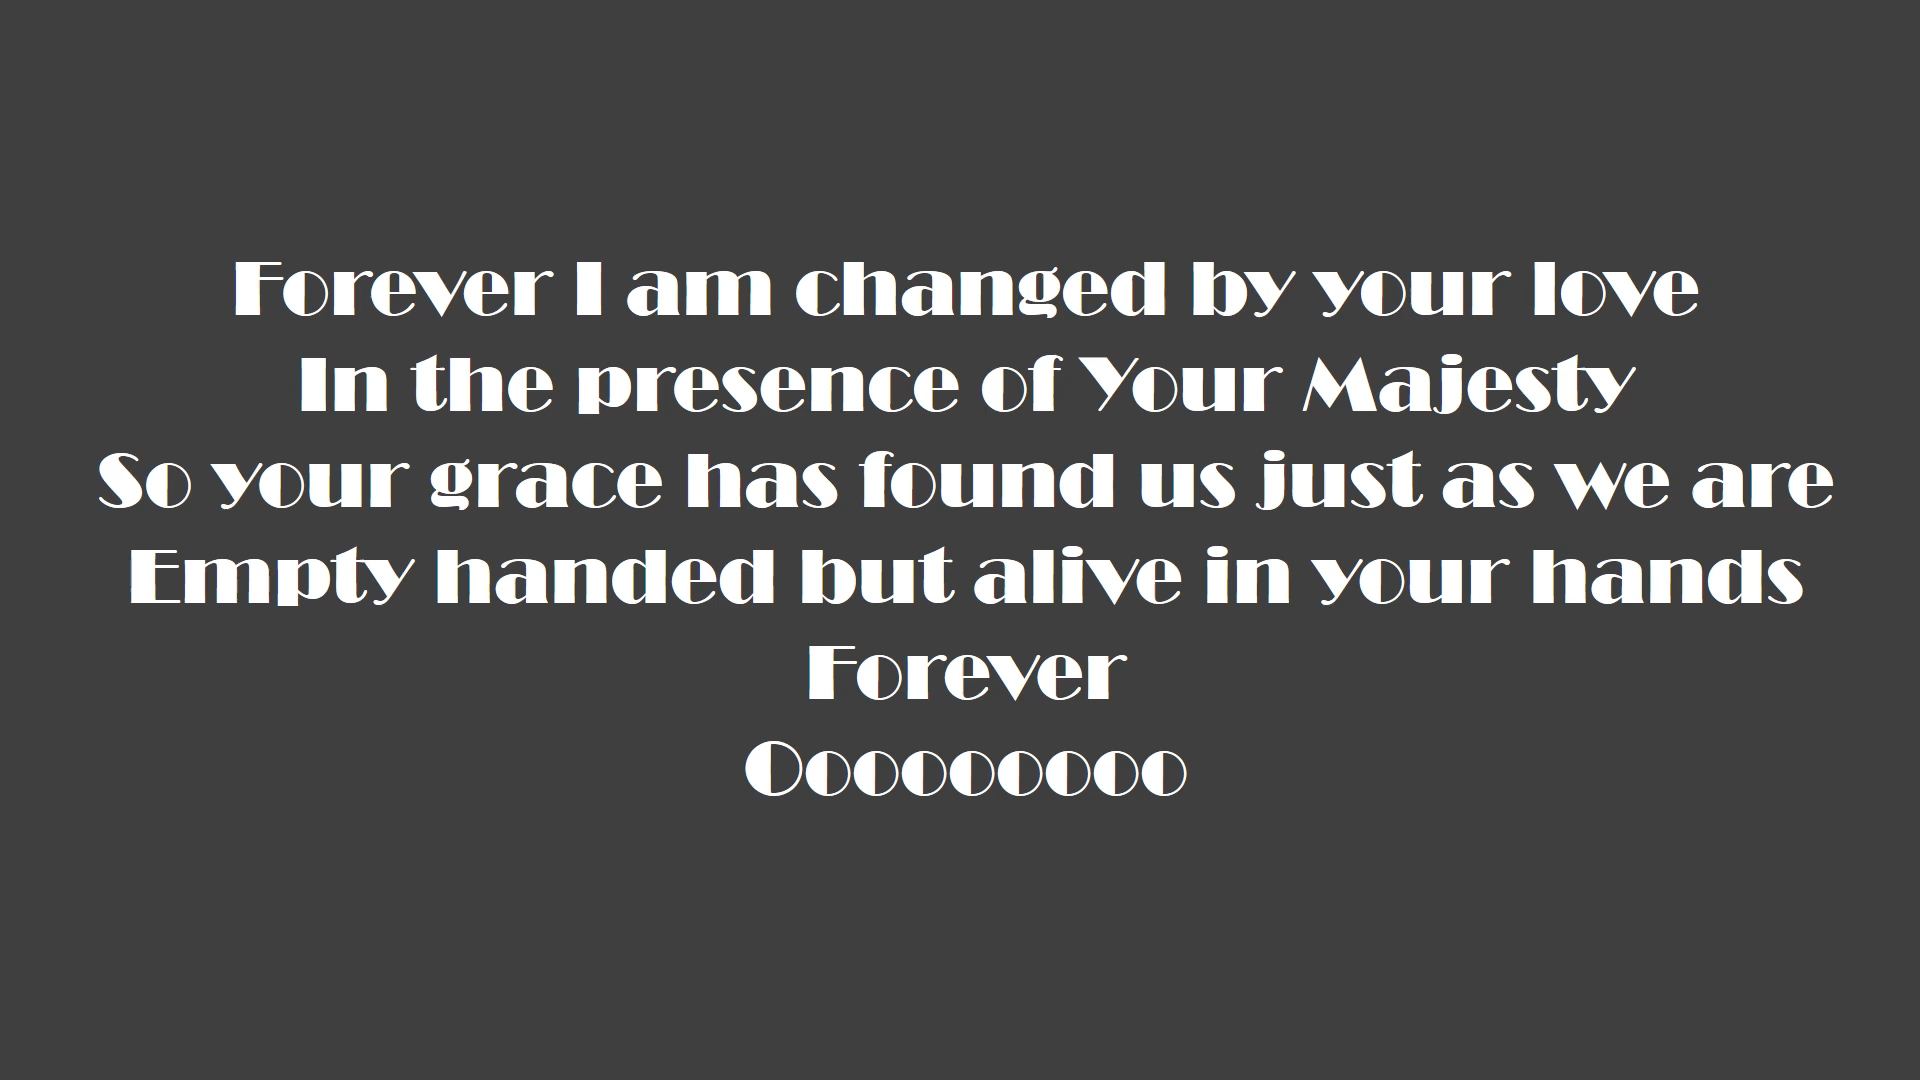 Forever I am changed by your love
In the presence of Your Majesty
So your grace has found us just as we are
Empty handed but alive in your hands
Forever
Ooooooooo